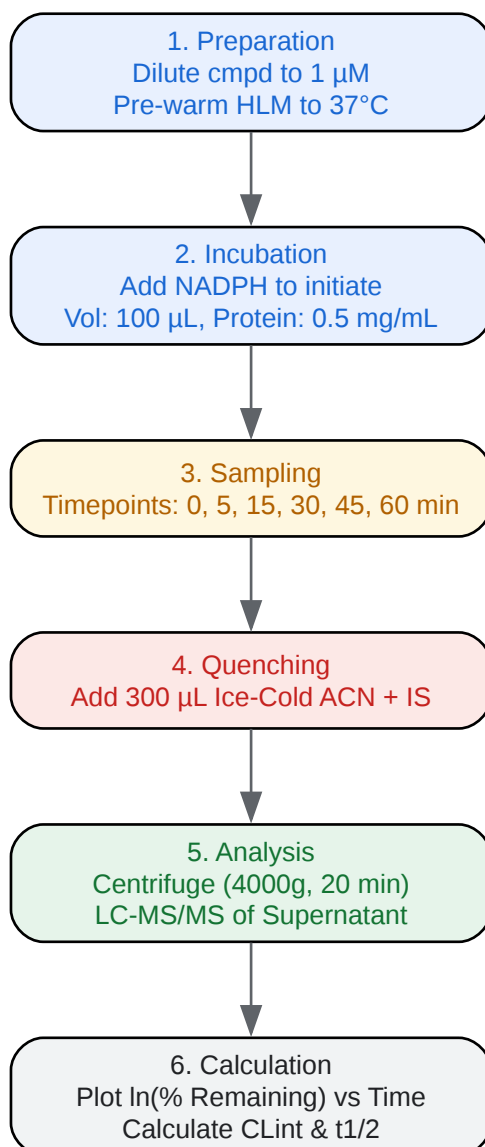 1. Preparation
Dilute cmpd to 1 µM
Pre-warm HLM to 37°C
2. Incubation
Add NADPH to initiate
Vol: 100 µL, Protein: 0.5 mg/mL
3. Sampling
Timepoints: 0, 5, 15, 30, 45, 60 min
4. Quenching
Add 300 µL Ice-Cold ACN + IS
5. Analysis
Centrifuge (4000g, 20 min)
LC-MS/MS of Supernatant
6. Calculation
Plot ln(% Remaining) vs Time
Calculate CLint & t1/2